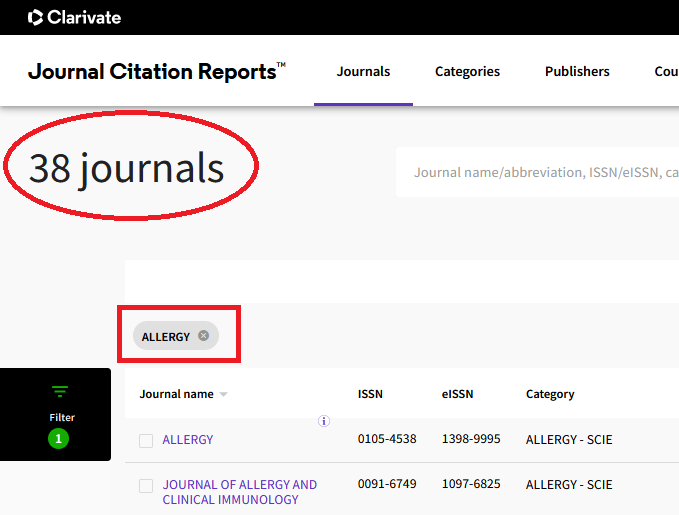 Clarivate
Journal Citation Reports™
Journals Categories Publishers Cou
38 journals
Journal name/abbreviation, ISSN/eISSN, ca
ALLERGY
Filter
1
Journal name ISSN eISSN Category
i
ALLERGY 0105-4538 1398-9995 ALLERGY - SCIE
JOURNAL OF ALLERGY AND 0091-6749 1097-6825 ALLERGY - SCIE
CLINICAL IMMUNOLOGY